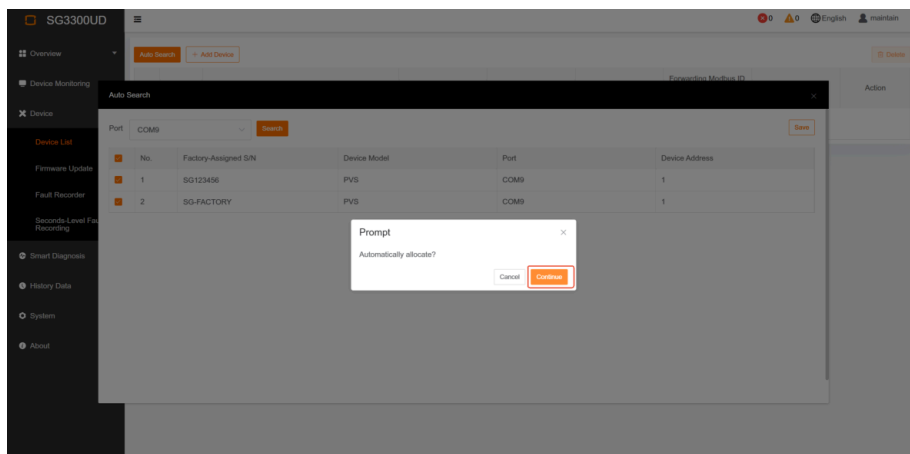 SG3300UD
0
0
English
maintain
Overview
Auto Search
+ Add Device
Delete
Forwarding Modbus ID
Action
Device Monitoring
Auto Search
Device
Port
COM9
Search
Save
Device List
No.
Factory-Assigned S/N
Device Model
Port
Device Address
Firmware Update
1
SG123456
PVS
COM9
1
Fault Recorder
2
SG-FACTORY
PVS
COM9
1
Seconds-Level Fau
Recording
Prompt
Automatically allocate?
Cancel
Continue
Smart Diagnosis
History Data
System
About